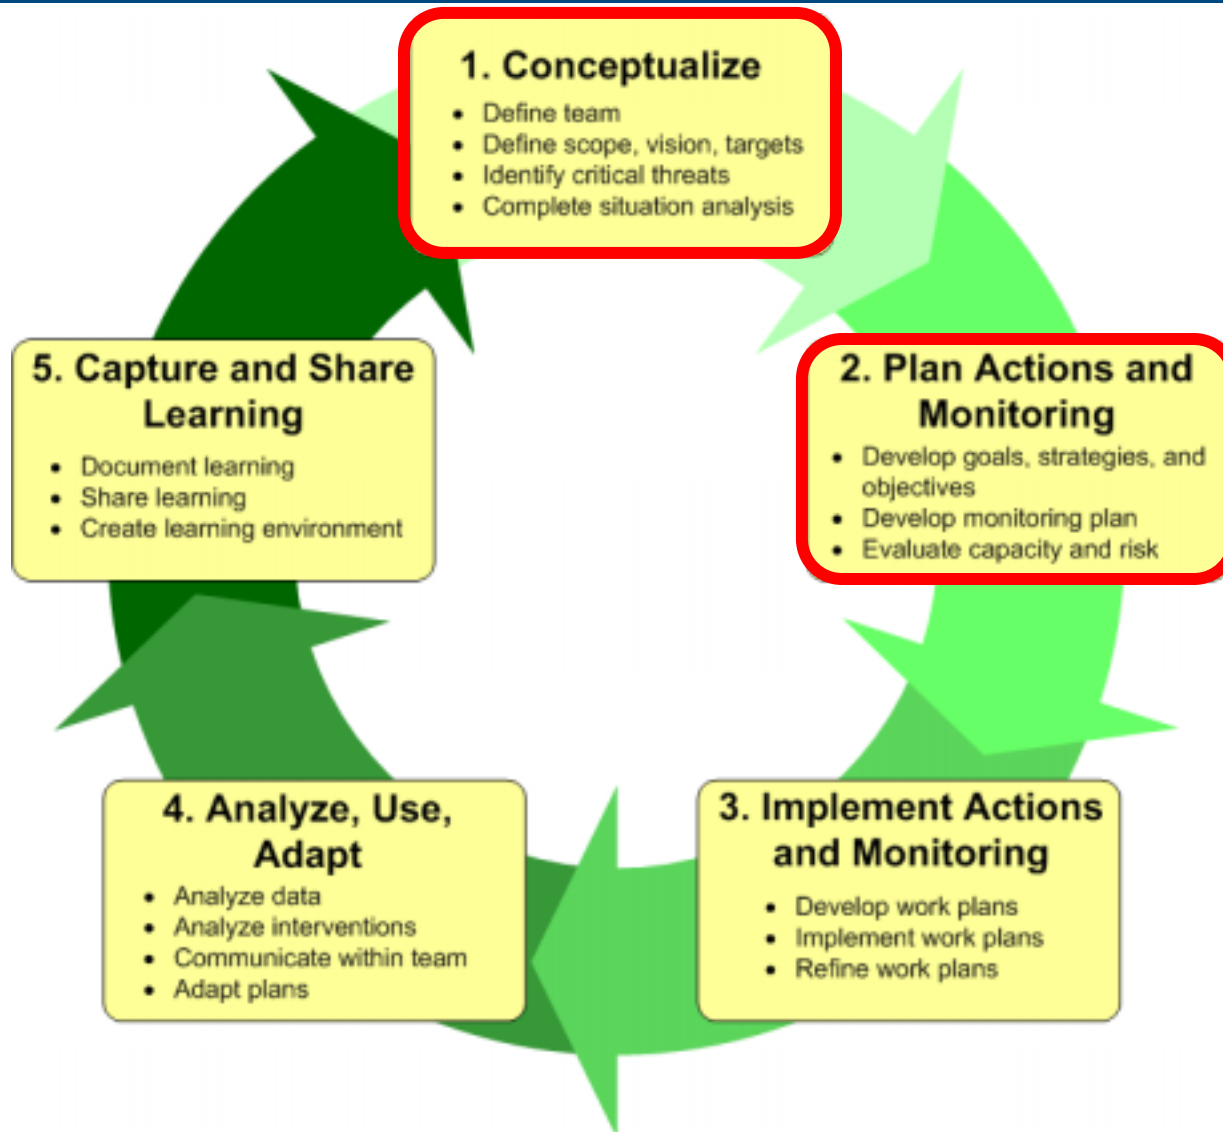 1. Conceptualize
• Define team
• Define scope, vision, targets
• Identify critical threats
• Complete situation analysis
2. Plan Actions and
Monitoring
• Develop goals, strategies, and
objectives
• Develop monitoring plan
• Evaluate capacity and risk
3. Implement Actions
and Monitoring
• Develop work plans
• Implement work plans
• Refine work plans
4. Analyze, Use,
Adapt
• Analyze data
• Analyze interventions
• Communicate within team
• Adapt plans
5. Capture and Share
Learning
• Document learning
• Share learning
• Create learning environment